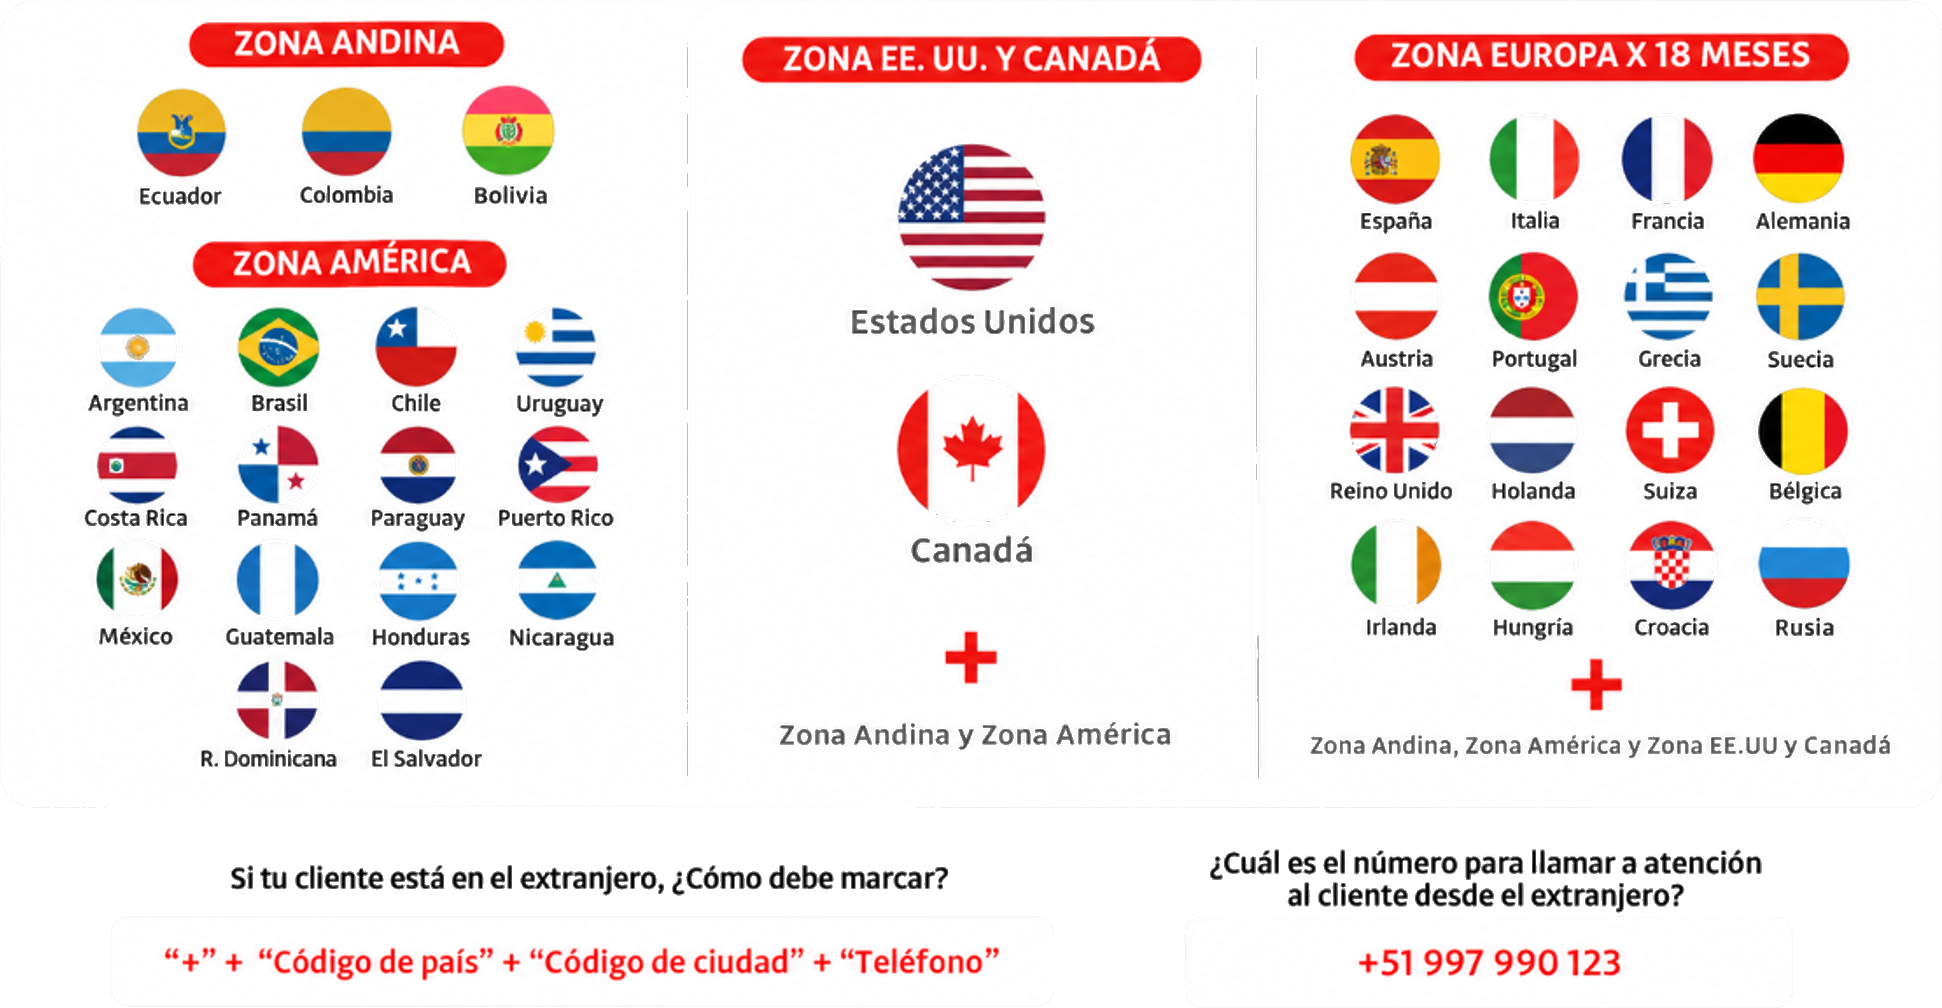 ZONA ANDINA
Ecuador
Colombia
Bolivia
ZONA AMÉRICA
Argentina
Brasil
Chile
Uruguay
Costa Rica
Panamá
Paraguay
Puerto Rico
México
Guatemala
Honduras
Nicaragua
R. Dominicana
El Salvador
ZONA EE. UU. Y CANADÁ
Estados Unidos
Canadá
+
Zona Andina y Zona América
ZONA EUROPA X 18 MESES
España
Italia
Francia
Alemania
Austria
Portugal
Grecia
Suecia
Reino Unido
Holanda
Suiza
Bélgica
Irlanda
Hungría
Croacia
Rusia
+
Zona Andina, Zona América y Zona EE.UU y Canadá
Si tu cliente está en el extranjero, ¿Cómo debe marcar?
“+” + “Código de país” + “Código de ciudad” + “Teléfono”
¿Cuál es el número para llamar a atención
al cliente desde el extranjero?
+51 997 990 123